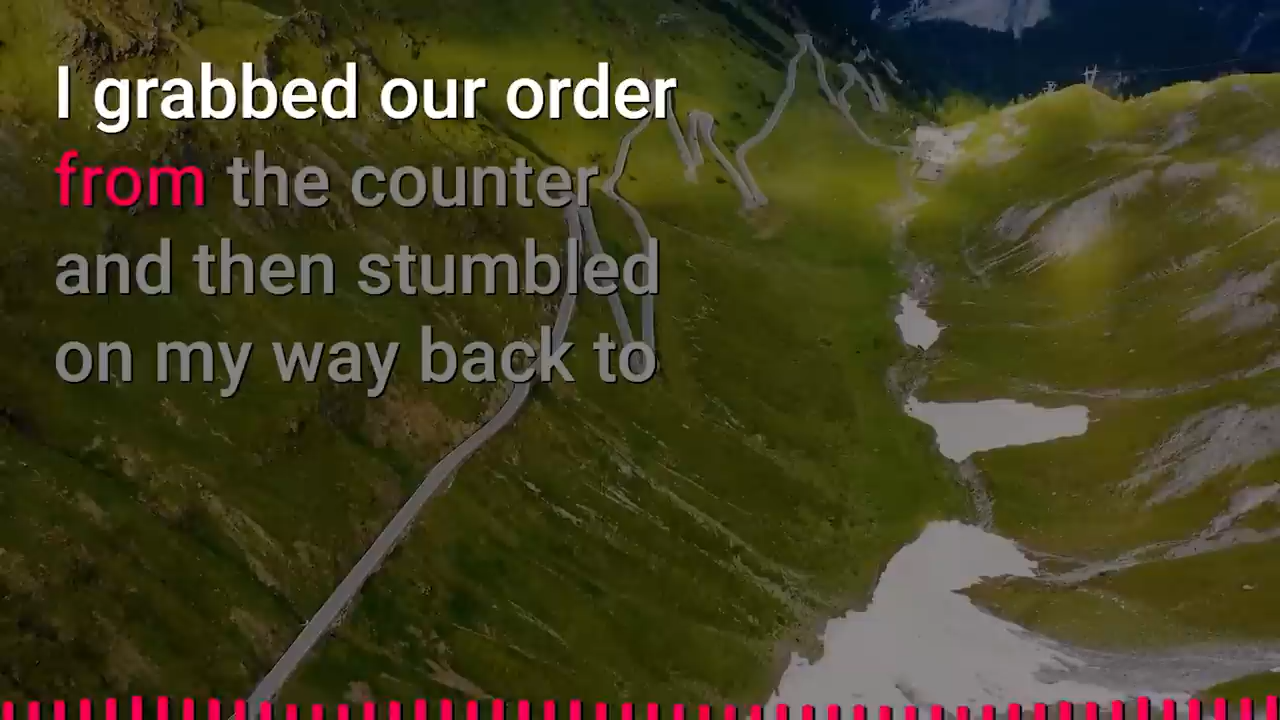 I grabbed our order
from the counter
and then stumbled
on my way back to